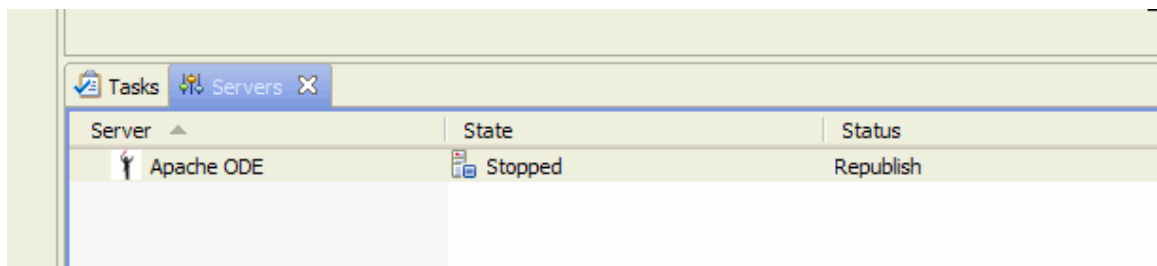 Tasks Servers
Server State Status
Apache ODE Stopped Republish